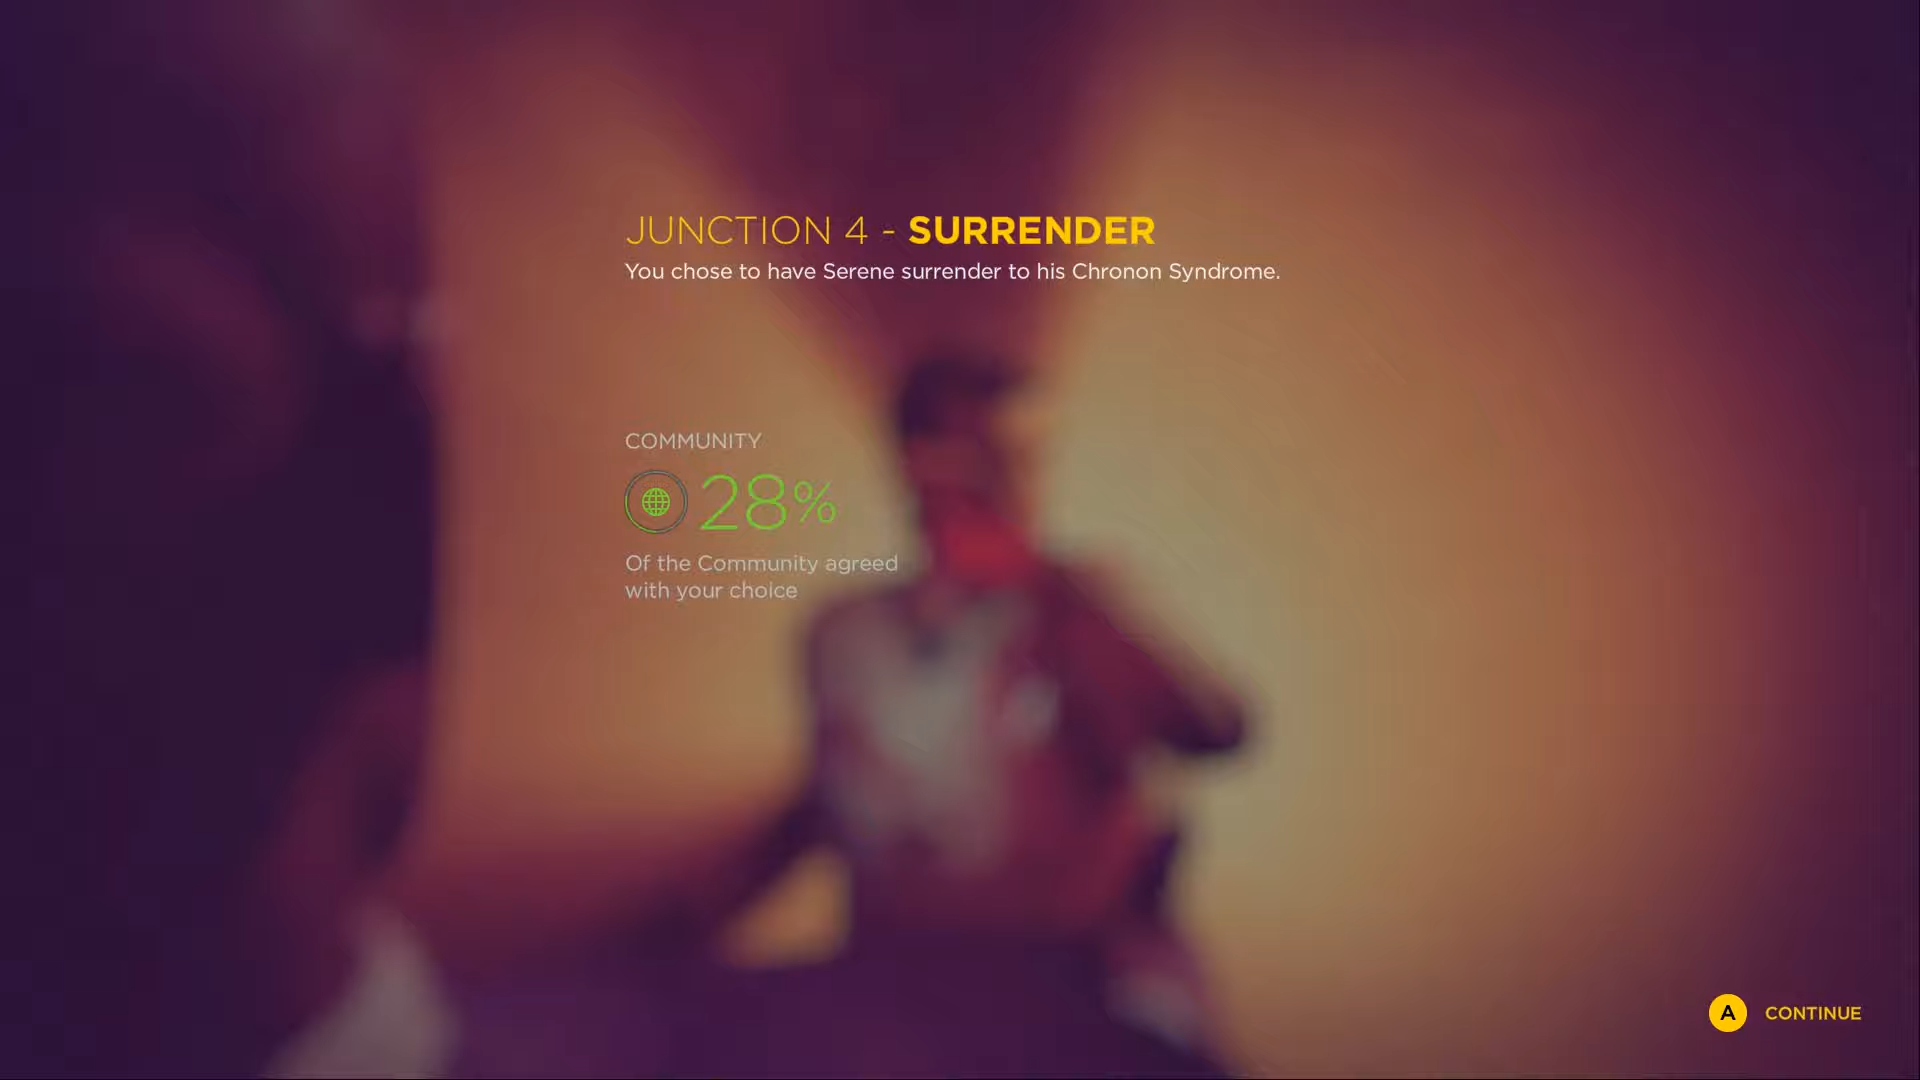 JUNCTION 4 - SURRENDER
You chose to have Serene surrender to his Chronon Syndrome.
COMMUNITY
28%
Of the Community agreed
with your choice
A CONTINUE